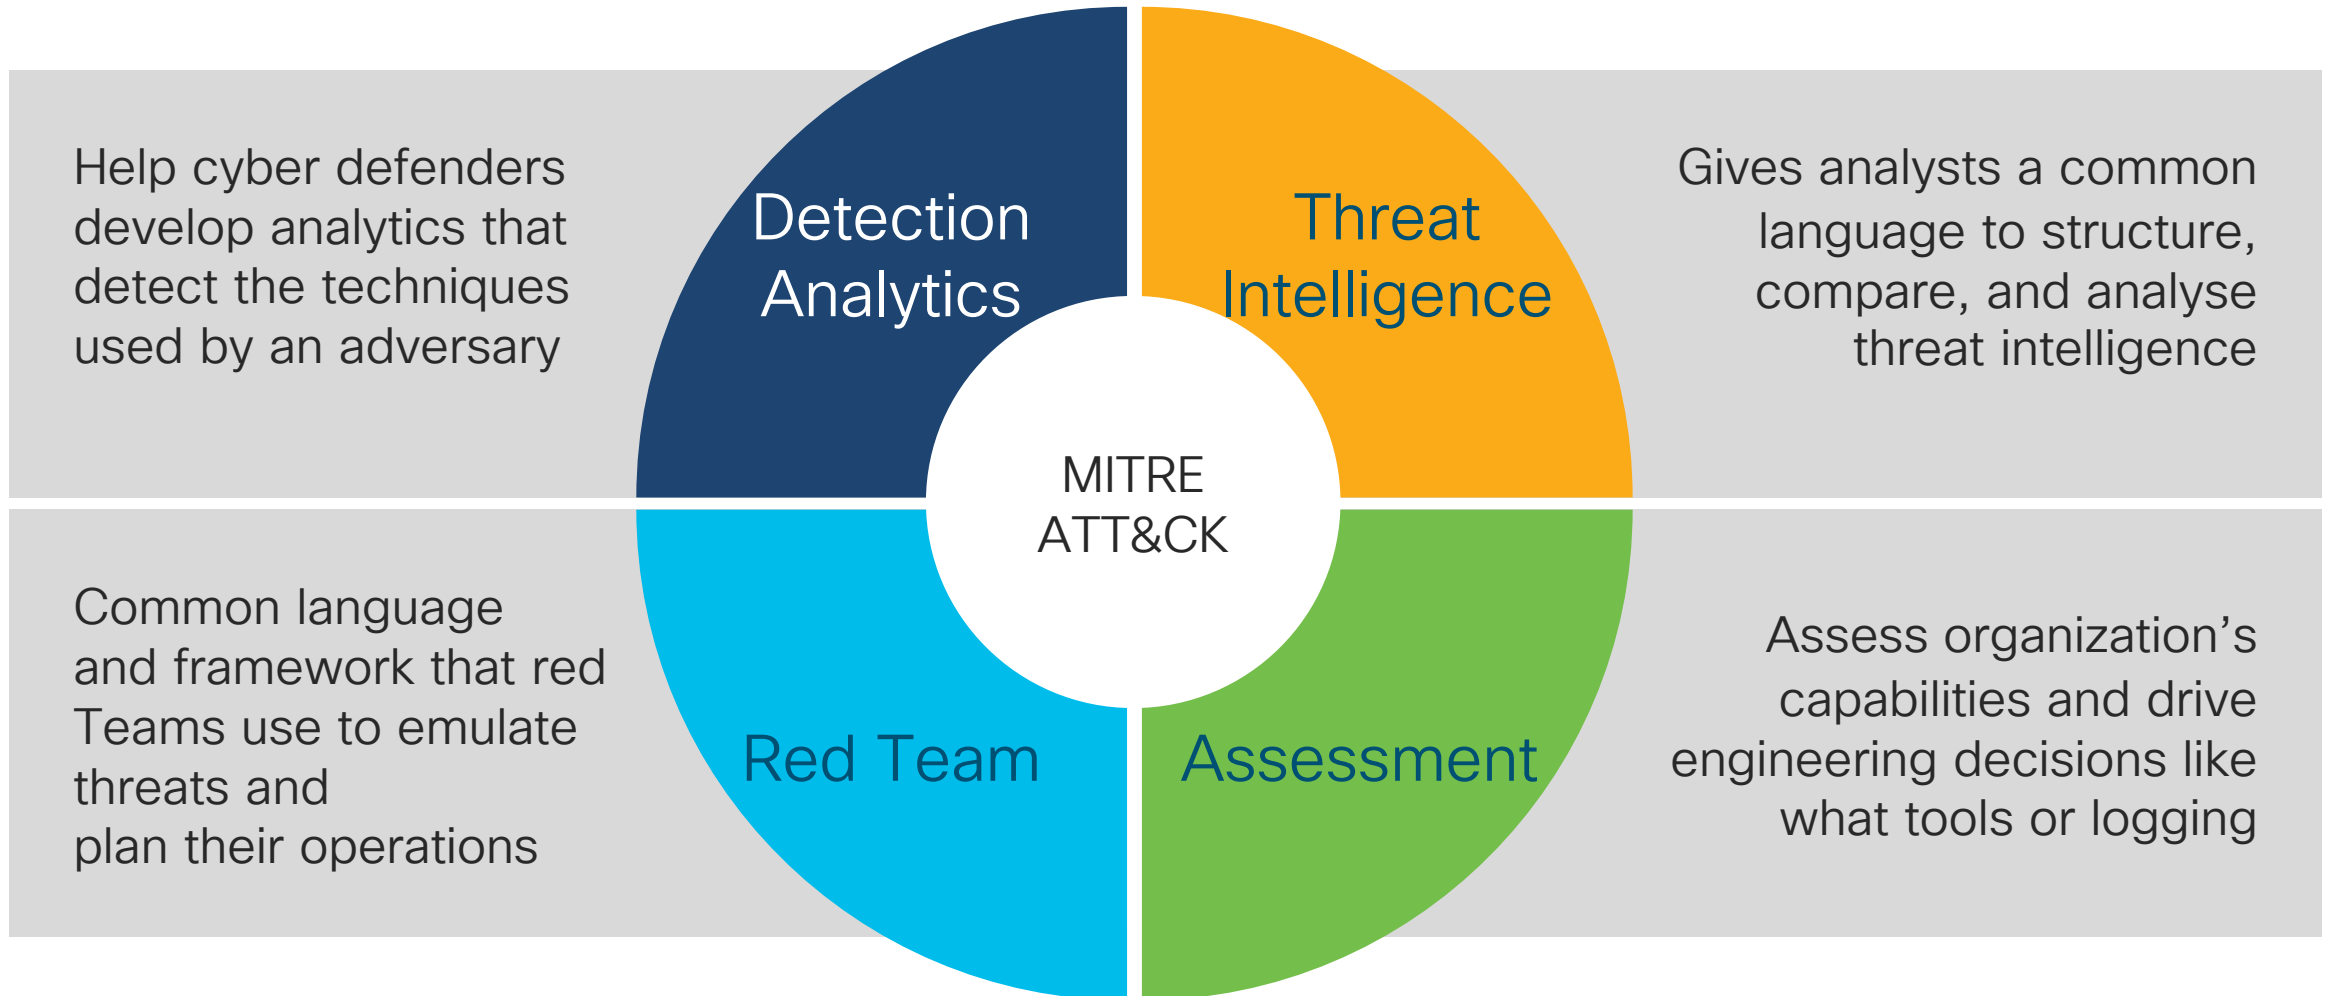 Help cyber defenders
develop analytics that
detect the techniques
used by an adversary
Detection
Analytics
Threat
Intelligence
Gives analysts a common
language to structure,
compare, and analyse
threat intelligence
MITRE
ATT&CK
Common language
and framework that red
Teams use to emulate
threats and
plan their operations
Red Team
Assessment
Assess organization’s
capabilities and drive
engineering decisions like
what tools or logging